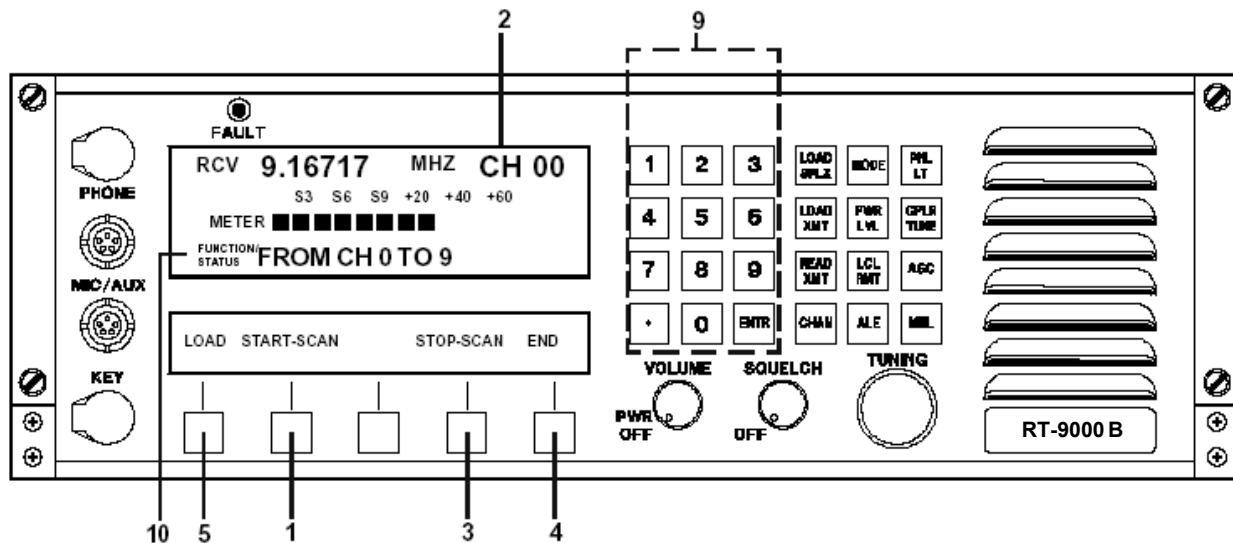 2
9
FAULT
RCV 9.16717 MHZ CH 00
S3 S6 S9 +20 +40 +60
METER
FUNCTION/
STATUS FROM CH 0 TO 9
PHONE
MIC/AUX
KEY
LOAD START-SCAN STOP-SCAN END
1 2 3
4 5 6
7 8 9
. 0 ENTR
LOAD
MODE
PNL
LT
LOAD
XMT
PWR
LVL
CPLR
TUNE
READ
XMT
LCL
RMT
AGC
CHAN ALE
VOLUME SQUELCH TUNING
PWR
OFF
OFF
RT-9000 B
10 5 1 3 4